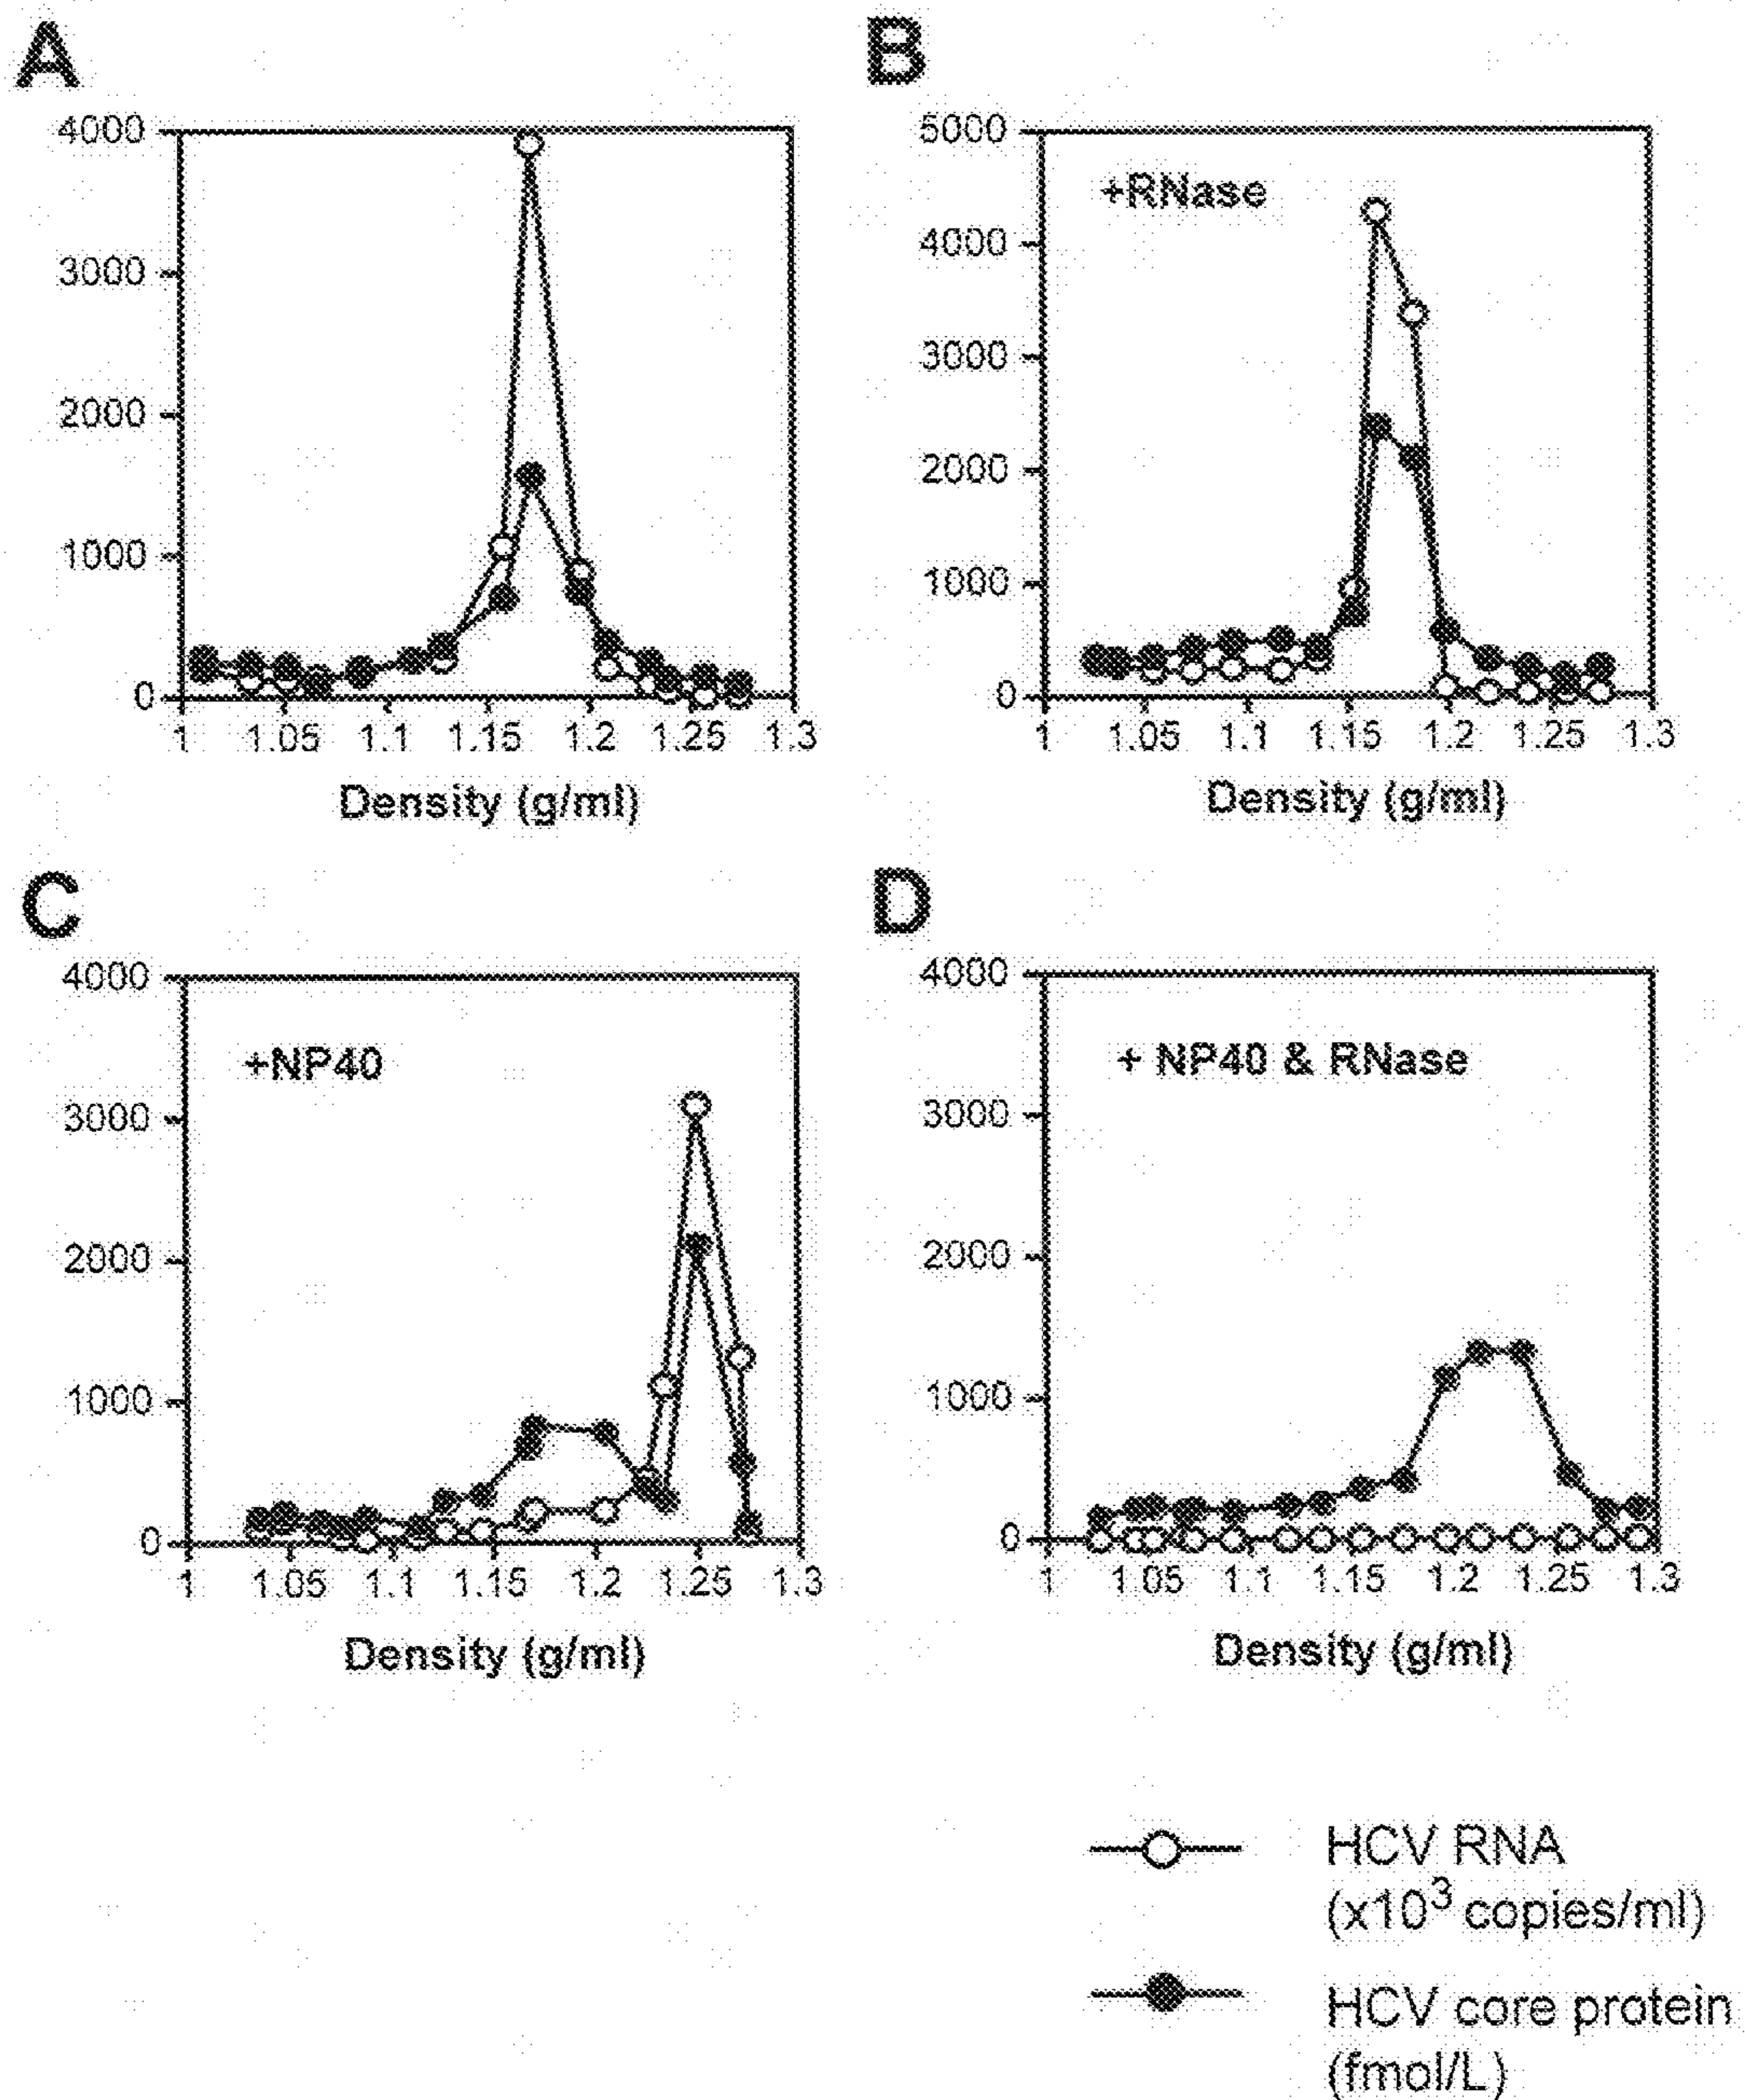 A
4000
3000
2000
1000
0
1 1.05 1.1 1.15 1.2 1.25 1.3
Density (g/ml)
B
5000
+RNase
4000
3000
2000
1000
0
1 1.05 1.1 1.15 1.2 1.25 1.3
Density (g/ml)
C
4000
+NP40
3000
2000
1000
0
1 1.05 1.1 1.15 1.2 1.25 1.3
Density (g/ml)
D
4000
+ NP40 & RNase
3000
2000
1000
0
1 1.05 1.1 1.15 1.2 1.25 1.3
Density (g/ml)
HCV RNA
(x10³ copies/ml)
HCV core protein
(fmol/L)